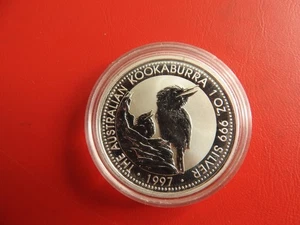 THE AUSTRALIAN KOOKABURRA 1 OZ. 999 SILVER
· 1997 ·